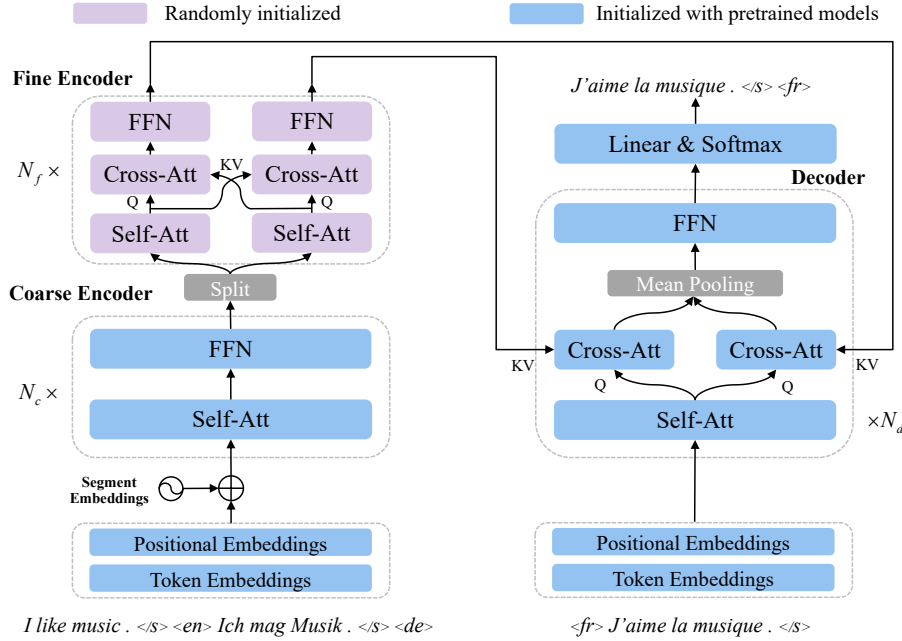 Randomly initialized
Initialized with pretrained models
Fine Encoder
FFN
FFN
N_f ×
Cross-Att
KV
Cross-Att
Q
Q
Self-Att
Self-Att
Split
Coarse Encoder
FFN
N_c ×
Self-Att
Segment
Embeddings
Positional Embeddings
Token Embeddings
I like music . </s> <en> Ich mag Musik . </s> <de>
J'aime la musique . </s> <fr>
Linear & Softmax
Decoder
FFN
Mean Pooling
Cross-Att
Cross-Att
KV
KV
Q
Q
Self-Att
×N_d
Positional Embeddings
Token Embeddings
<fr> J'aime la musique . </s>